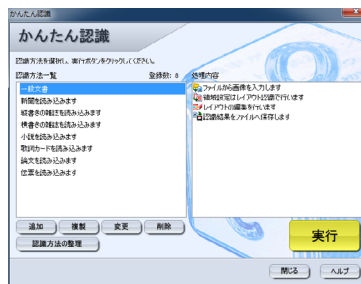 かんたん認識
かんたん認識
認識方法を選択し、実行ボタンをクリックしてください。
認識方法一覧 登録数: 8 処理内容
一般文書
新聞を読み込みます
縦書きの雑誌を読み込みます
横書きの雑誌を読み込みます
小説を読み込みます
歌詞カードを読み込みます
論文を読み込みます
伝票を読み込みます
ファイルから画像を入力します
領域設定はレイアウト認識で行います
レイアウトの編集を行います
認識結果をファイルへ保存します
追加 複製 変更 削除
認識方法の整理
実行
閉じる ヘルプ